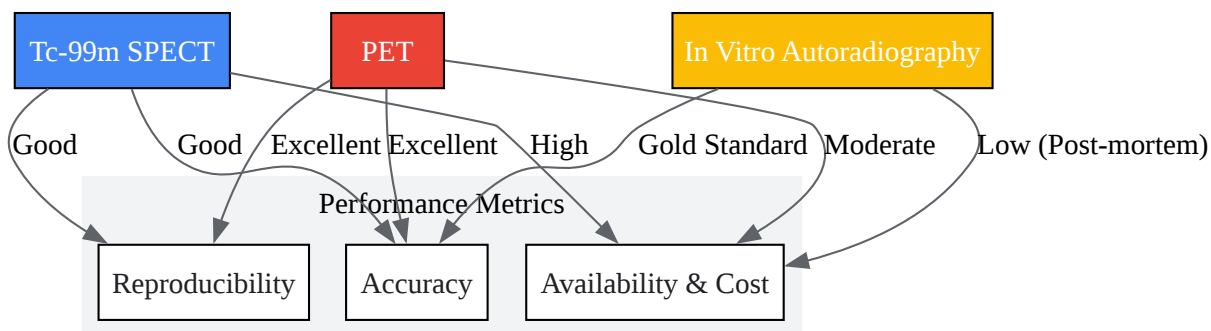 Tc-99m SPECT
PET
In Vitro Autoradiography
Good
Good
Excellent
Excellent
High
Gold Standard
Moderate
Low (Post-mortem)
Performance Metrics
Reproducibility
Accuracy
Availability & Cost